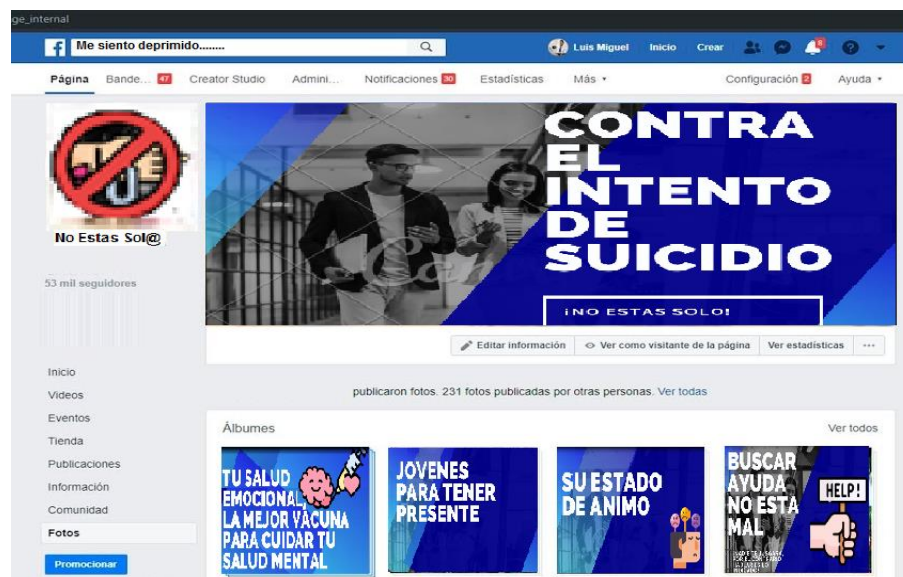 ge_internal
Me siento deprimido........
Luis Miguel Inicio Crear
Página Bande... 47 Creator Studio Admini... Notificaciones 30 Estadísticas Más Configuración 2 Ayuda
No Estas Sol@
53 mil seguidores
CONTRA
EL
INTENTO
DE
SUICIDIO
¡NO ESTAS SOLO!
Editar información Ver como visitante de la página Ver estadísticas ...
Inicio
Videos
Eventos
Tienda
Publicaciones
Información
Comunidad
Fotos
Promocionar
publicaron fotos. 231 fotos publicadas por otras personas. Ver todas
Álbumes Ver todos
TU SALUD
EMOCIONAL,
LA MEJOR VACUNA
PARA CUIDAR TU
SALUD MENTAL
JOVENES
PARA TENER
PRESENTE
SU ESTADO
DE ANIMO
BUSCAR
AYUDA
NO ESTA
MAL
HELP!